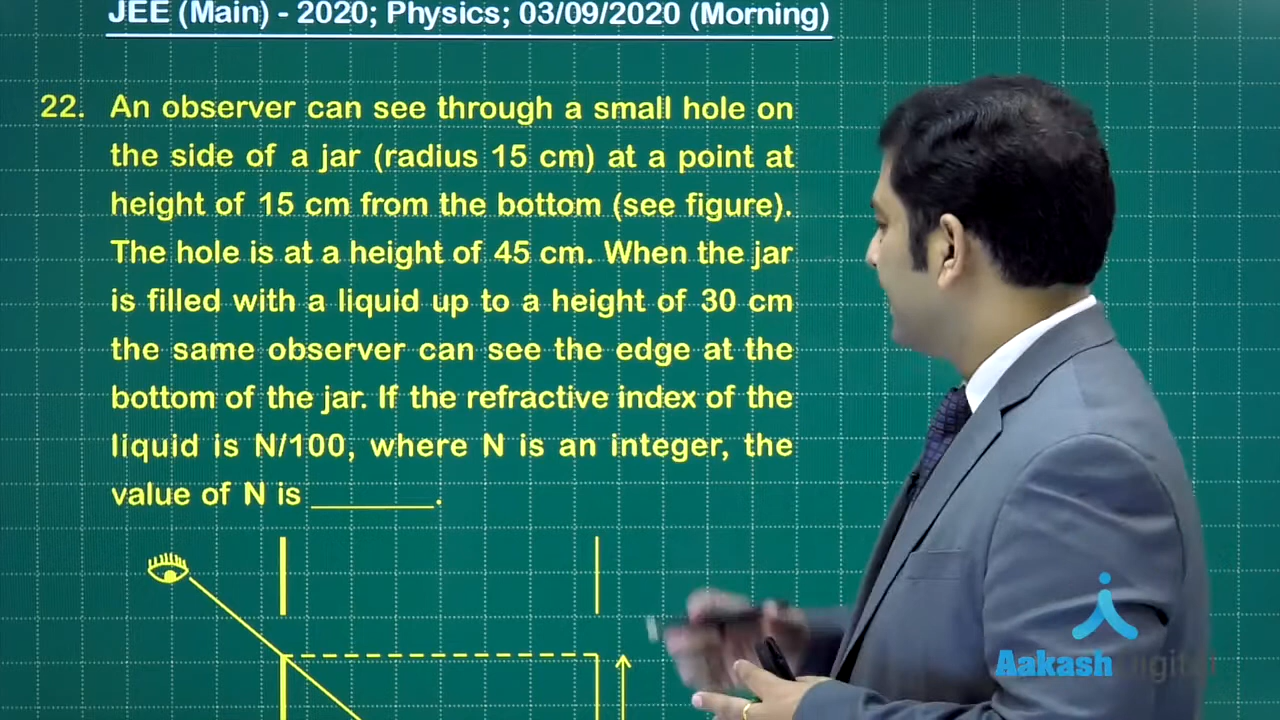 JEE (Main) - 2020; Physics; 03/09/2020 (Morning)
22. An observer can see through a small hole on
the side of a jar (radius 15 cm) at a point at
height of 15 cm from the bottom (see figure).
The hole is at a height of 45 cm. When the jar
is filled with a liquid up to a height of 30 cm
the same observer can see the edge at the
bottom of the jar. If the refractive index of the
liquid is N/100, where N is an integer, the
value of N is ________.
Aakash Digital